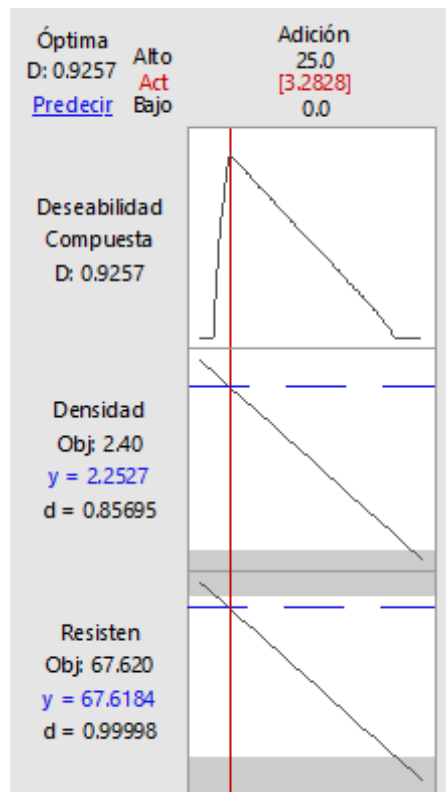 Óptima
D: 0.9257
Predecir
Alto
Act
Bajo
Adición
25.0
[3.2828]
0.0
Deseabilidad
Compuesta
D: 0.9257
Densidad
Obj: 2.40
y = 2.2527
d = 0.85695
Resisten
Obj: 67.620
y = 67.6184
d = 0.99998